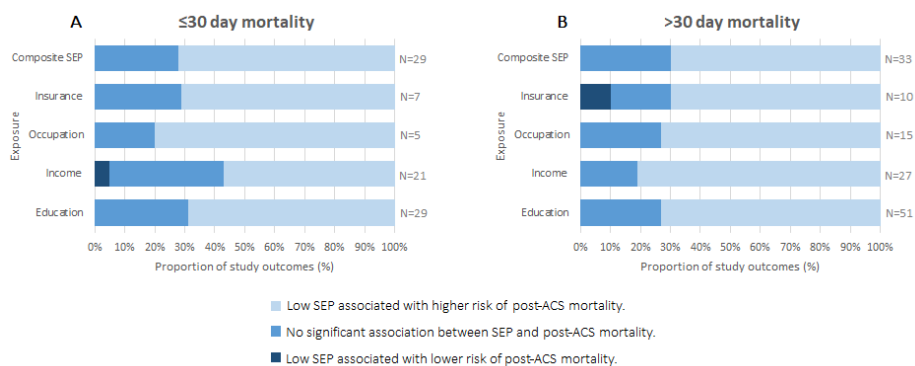 A
≤30 day mortality
Exposure
Composite SEP
N=29
Insurance
N=7
Occupation
N=5
Income
N=21
Education
N=29
0% 10% 20% 30% 40% 50% 60% 70% 80% 90% 100%
Proportion of study outcomes (%)
B
>30 day mortality
Exposure
Composite SEP
N=33
Insurance
N=10
Occupation
N=15
Income
N=27
Education
N=51
0% 10% 20% 30% 40% 50% 60% 70% 80% 90% 100%
Proportion of study outcomes (%)
Low SEP associated with higher risk of post-ACS mortality.
No significant association between SEP and post-ACS mortality.
Low SEP associated with lower risk of post-ACS mortality.